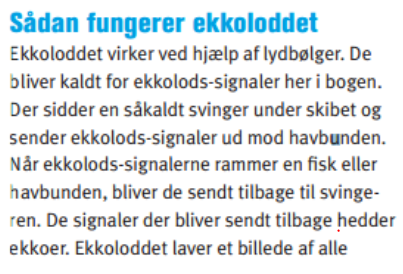 Sådan fungerer ekkoloddet
Ekkoloddet virker ved hjælp af lydbølger. De
bliver kaldt for ekkolods-signaler her i bogen.
Der sidder en såkaldt svinger under skibet og
sender ekkolods-signaler ud mod havbunden.
Når ekkolods-signalerne rammer en fisk eller
havbunden, bliver de sendt tilbage til svinge-
ren. De signaler der bliver sendt tilbage hedder
ekkoer. Ekkoloddet laver et billede af alle